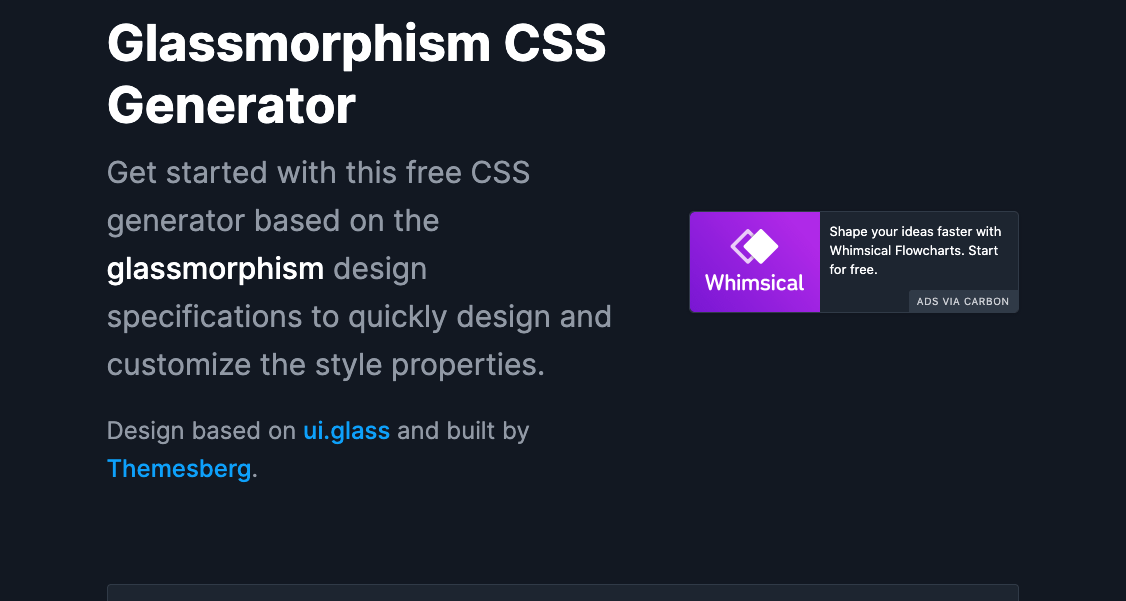 Glassmorphism CSS
Generator
Get started with this free CSS
generator based on the
glassmorphism design
specifications to quickly design and
customize the style properties.
Design based on ui.glass and built by
Themesberg.
Whimsical
Shape your ideas faster with
Whimsical Flowcharts. Start
for free.
ADS VIA CARBON